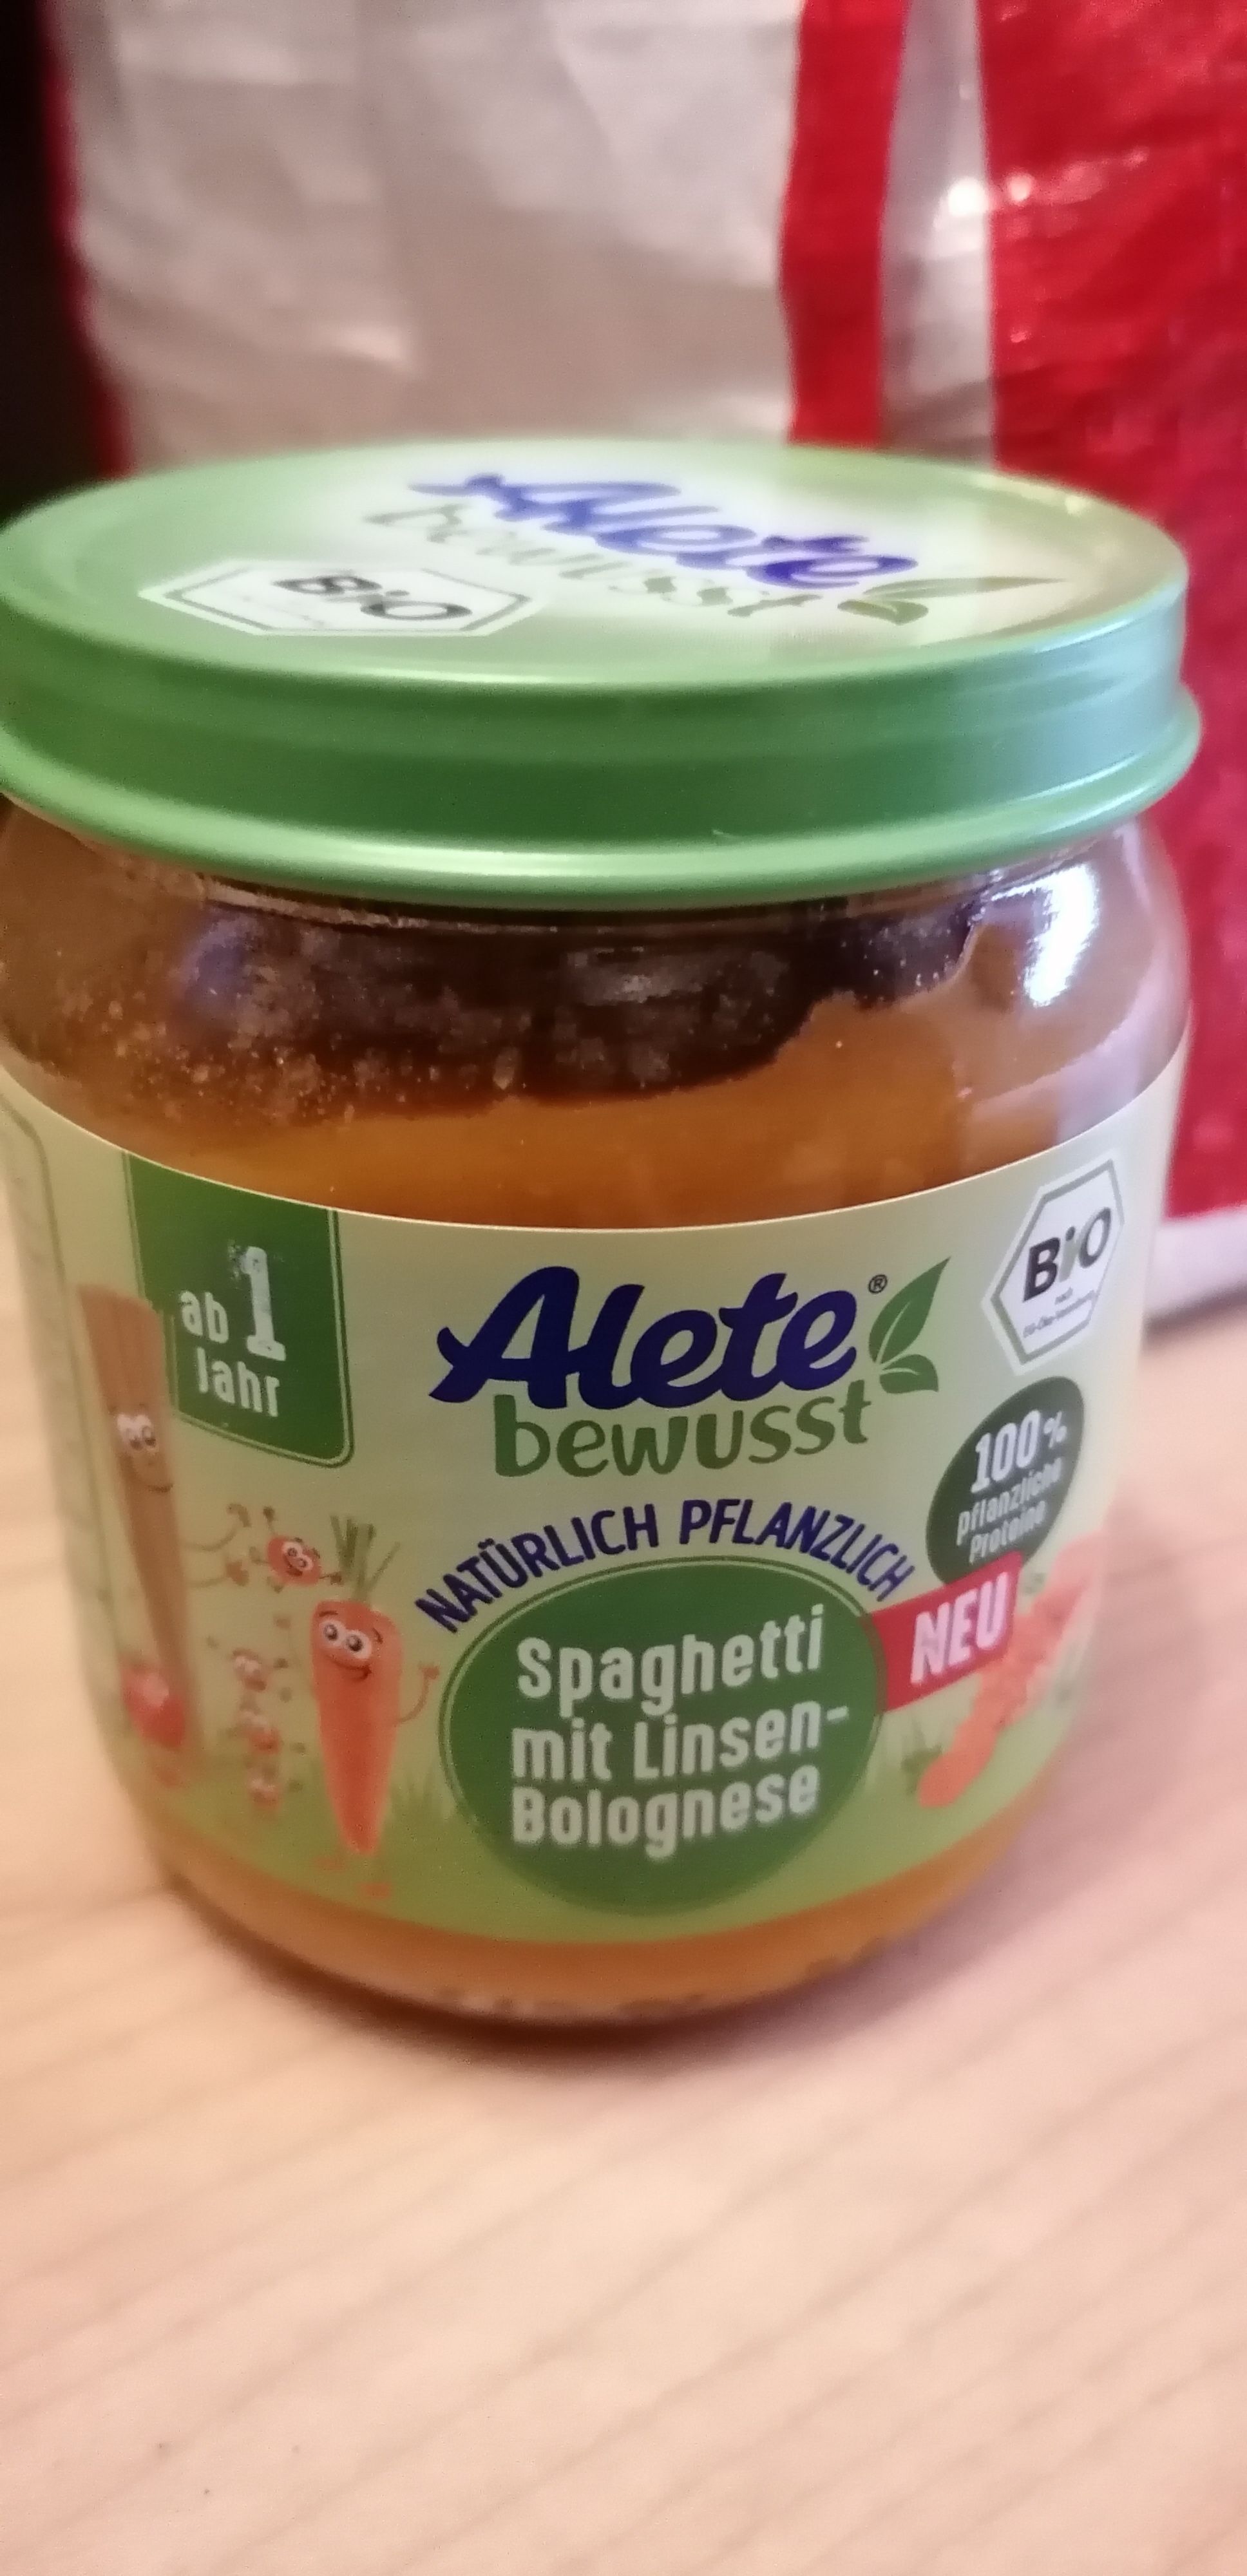 Alete
bewusst
BiO
ab 1
Jahr
Alete®
bewusst
BiO
nach
100%
pflanzliche
Proteine
NATÜRLICH PFLANZLICH
NEU
Spaghetti
mit Linsen-
Bolognese